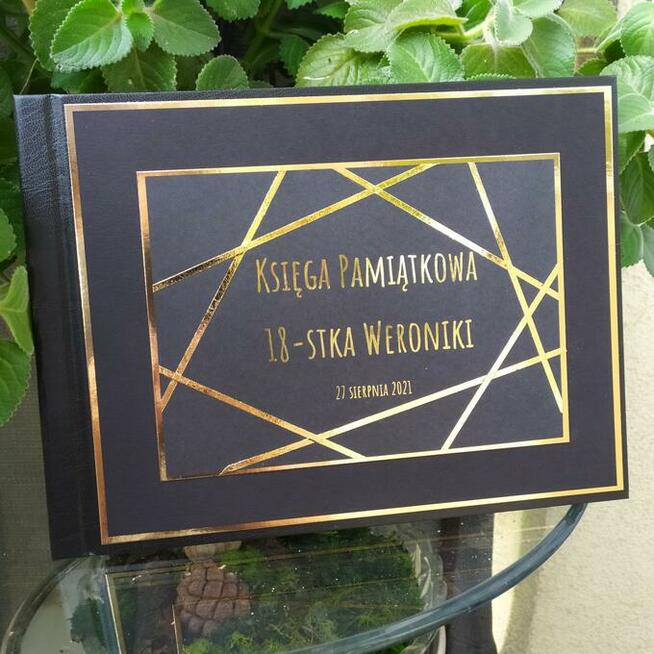 Księga Pamiątkowa
18-stka Weroniki
27 sierpnia 2021